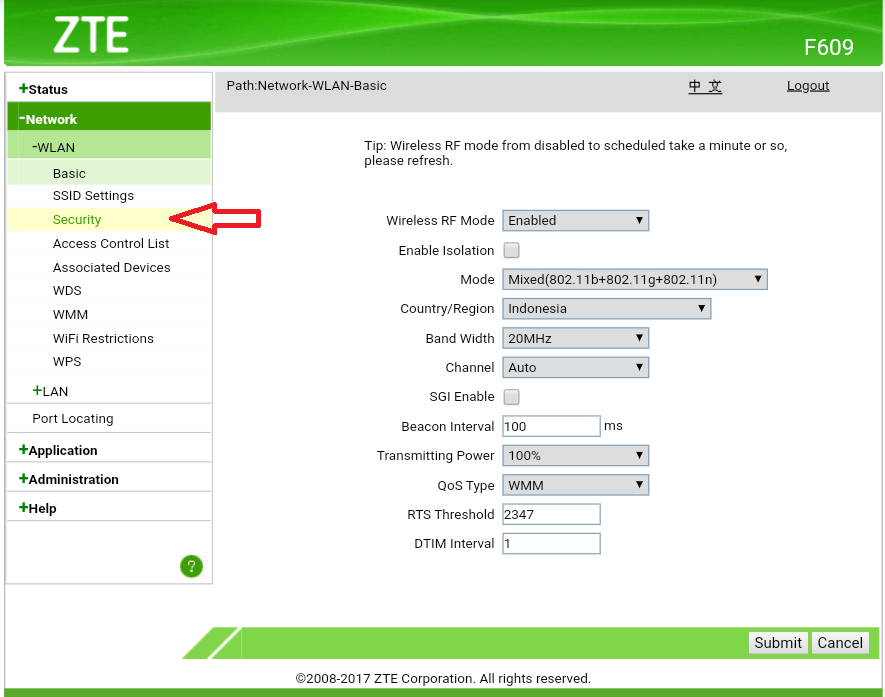 ZTE
F609
+Status
-Network
-WLAN
Basic
SSID Settings
Security
Access Control List
Associated Devices
WDS
WMM
WiFi Restrictions
WPS
+LAN
Port Locating
+Application
+Administration
+Help
?
Path:Network-WLAN-Basic
中 文
Logout
Tip: Wireless RF mode from disabled to scheduled take a minute or so,
please refresh.
Wireless RF Mode Enabled
Enable Isolation
Mode Mixed(802.11b+802.11g+802.11n)
Country/Region Indonesia
Band Width 20MHz
Channel Auto
SGI Enable
Beacon Interval 100 ms
Transmitting Power 100%
QoS Type WMM
RTS Threshold 2347
DTIM Interval 1
Submit Cancel
©2008-2017 ZTE Corporation. All rights reserved.